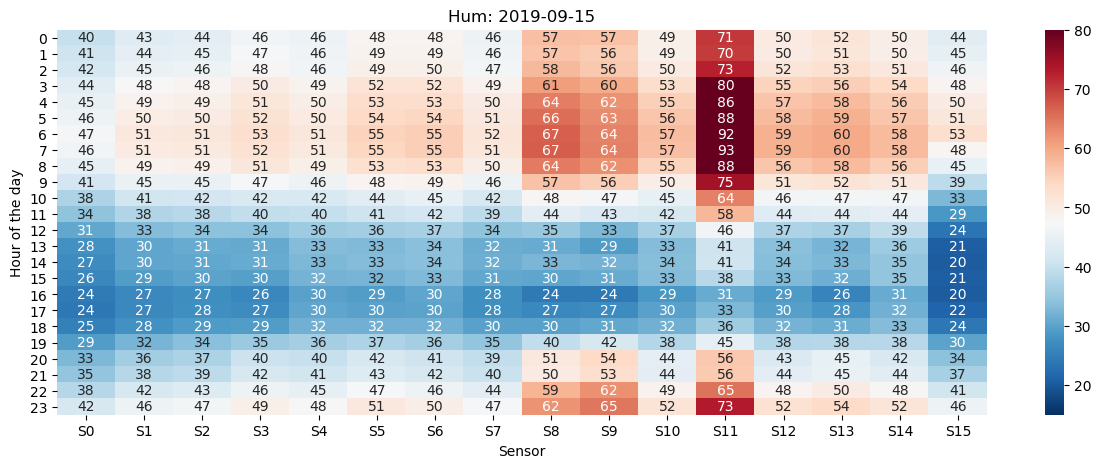 Hum: 2019-09-15
0 40 43 44 46 46 48 48 46 57 57 49 71 50 52 50 44
1 41 44 45 47 46 49 49 46 57 56 50 70 50 51 50 45
2 42 45 46 48 46 49 50 47 58 56 50 73 52 53 51 46
3 44 48 48 50 49 52 52 49 61 60 53 80 55 56 54 48
4 45 49 49 51 50 53 53 50 64 62 55 86 57 58 56 50
5 46 50 50 52 50 54 54 51 66 63 56 88 58 59 57 51
6 47 51 51 53 51 55 55 52 67 64 57 92 59 60 58 53
7 46 51 51 52 51 55 55 51 67 64 57 93 59 60 58 48
8 45 49 49 51 49 53 53 50 64 62 55 88 56 58 56 45
9 41 45 45 47 46 48 49 46 57 56 50 75 51 52 51 39
10 38 41 42 42 42 44 45 42 48 47 45 64 46 47 47 33
11 34 38 38 40 40 41 42 39 44 43 42 58 44 44 44 29
12 31 33 34 34 36 36 37 34 35 33 37 46 37 37 39 24
13 28 30 31 31 33 33 34 32 31 29 33 41 34 32 36 21
14 27 30 31 31 33 33 34 32 33 32 34 41 34 33 35 20
15 26 29 30 30 32 32 33 31 30 31 33 38 33 32 35 21
16 24 27 27 26 30 29 30 28 24 24 29 31 29 26 31 20
17 24 27 28 27 30 30 30 28 27 27 30 33 30 28 32 22
18 25 28 29 29 32 32 32 30 30 31 32 36 32 31 33 24
19 29 32 34 35 36 37 36 35 40 42 38 45 38 38 38 30
20 33 36 37 40 40 42 41 39 51 54 44 56 43 45 42 34
21 35 38 39 42 41 43 42 40 50 53 44 56 44 45 44 37
22 38 42 43 46 45 47 46 44 59 62 49 65 48 50 48 41
23 42 46 47 49 48 51 50 47 62 65 52 73 52 54 52 46
S0 S1 S2 S3 S4 S5 S6 S7 S8 S9 S10 S11 S12 S13 S14 S15
Sensor
Hour of the day
80
70
60
50
40
30
20